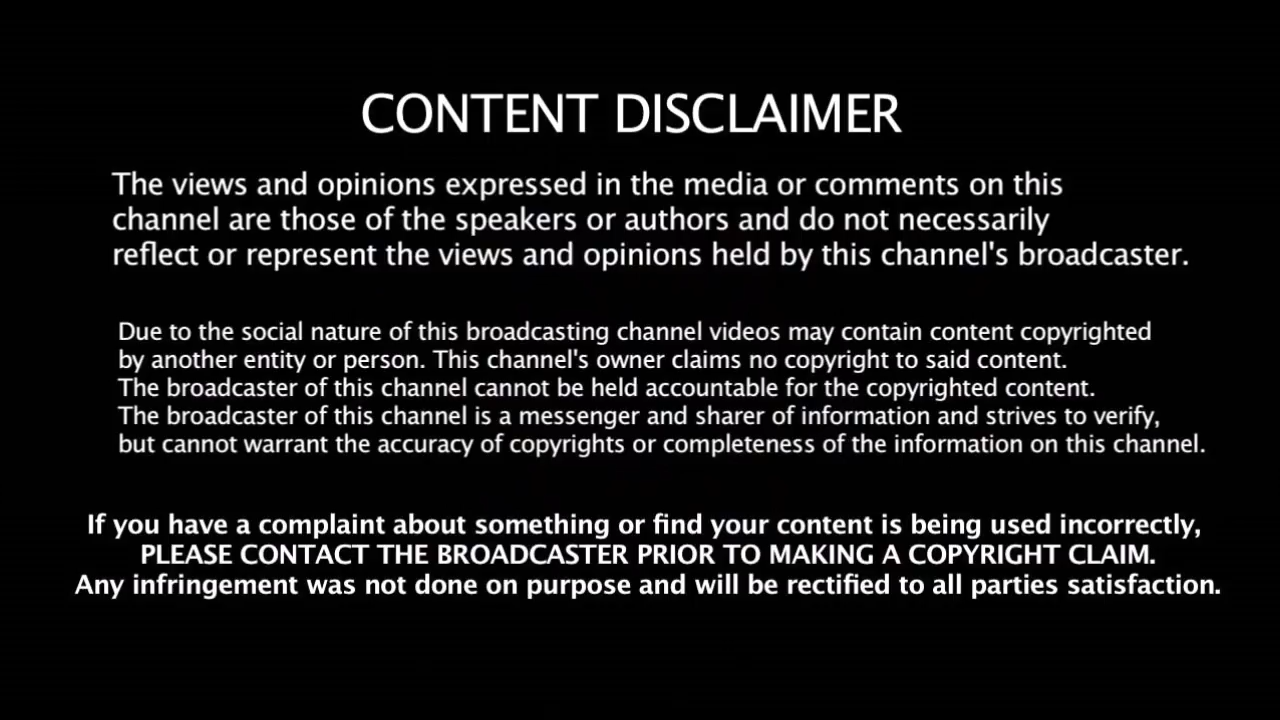 CONTENT DISCLAIMER
The views and opinions expressed in the media or comments on this
channel are those of the speakers or authors and do not necessarily
reflect or represent the views and opinions held by this channel's broadcaster.
Due to the social nature of this broadcasting channel videos may contain content copyrighted
by another entity or person. This channel's owner claims no copyright to said content.
The broadcaster of this channel cannot be held accountable for the copyrighted content.
The broadcaster of this channel is a messenger and sharer of information and strives to verify,
but cannot warrant the accuracy of copyrights or completeness of the information on this channel.
If you have a complaint about something or find your content is being used incorrectly,
PLEASE CONTACT THE BROADCASTER PRIOR TO MAKING A COPYRIGHT CLAIM.
Any infringement was not done on purpose and will be rectified to all parties satisfaction.